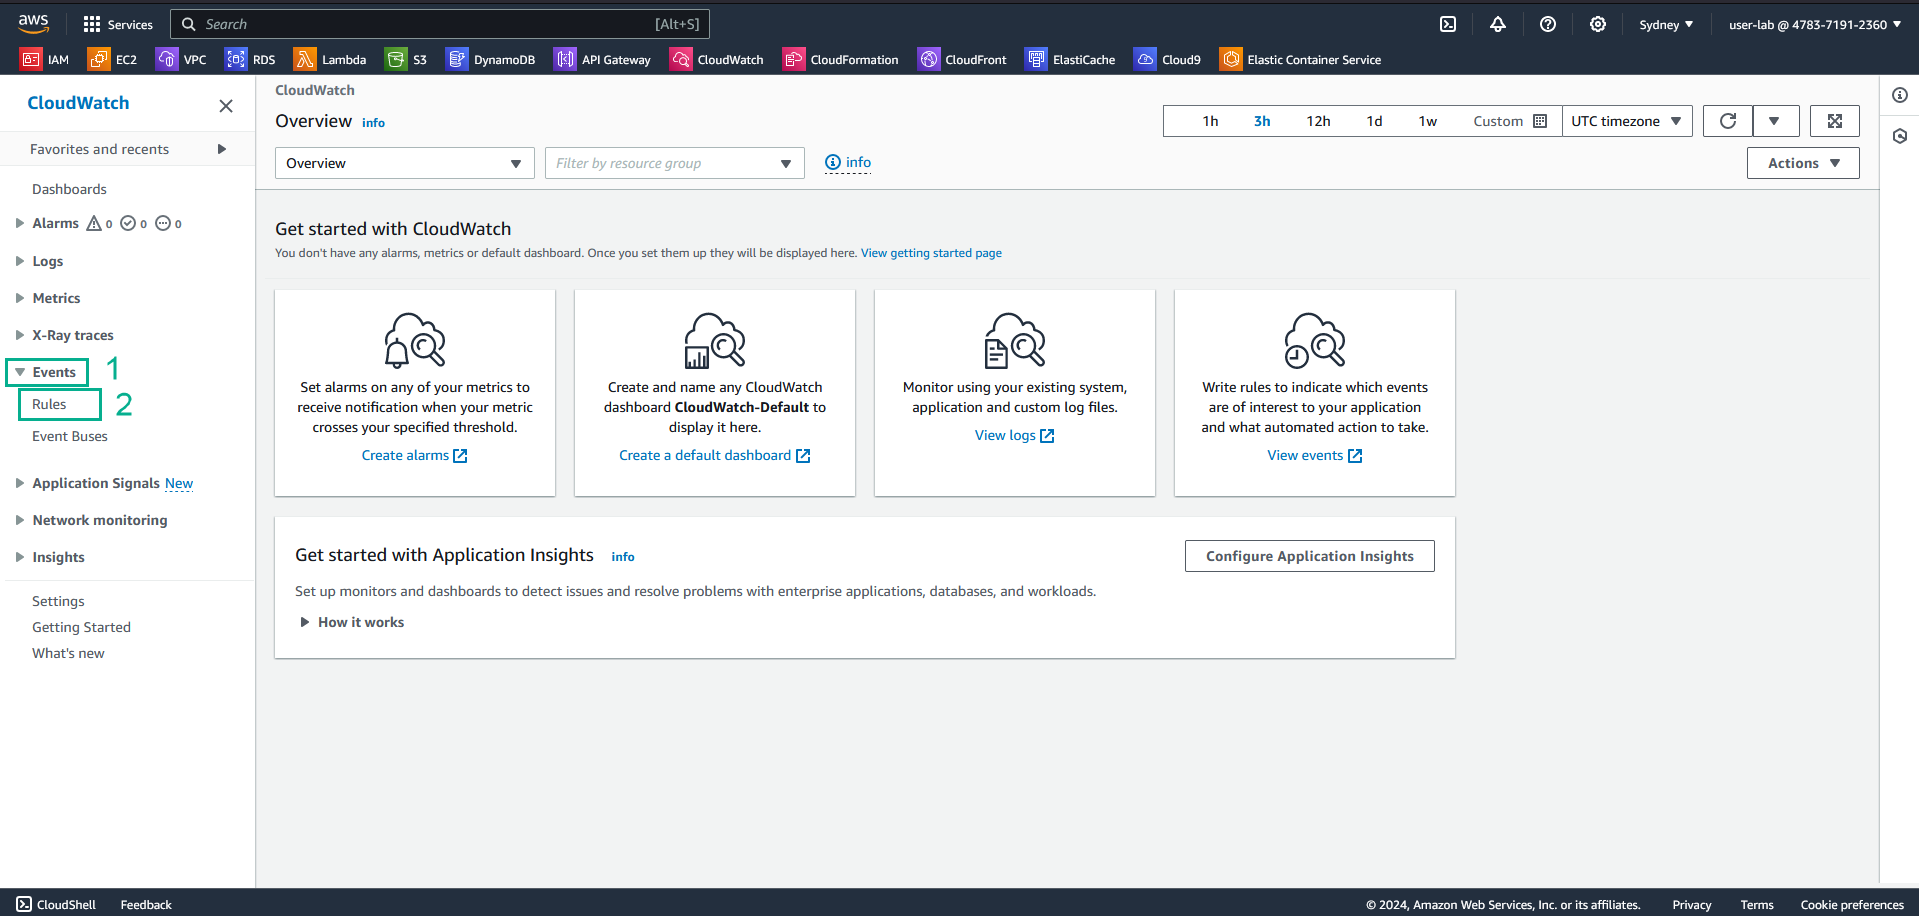 aws Services Search [Alt+S] Sydney user-lab @ 4783-7191-2360
IAM EC2 VPC RDS Lambda S3 DynamoDB API Gateway CloudWatch CloudFormation CloudFront ElastiCache Cloud9 Elastic Container Service
CloudWatch
Favorites and recents
Dashboards
Alarms 0 0 0
Logs
Metrics
X-Ray traces
Events 1
Rules 2
Event Buses
Application Signals New
Network monitoring
Insights
Settings
Getting Started
What's new
CloudWatch
Overview info
1h 3h 12h 1d 1w Custom UTC timezone
Overview Filter by resource group info Actions
Get started with CloudWatch
You don't have any alarms, metrics or default dashboard. Once you set them up they will be displayed here. View getting started page
Set alarms on any of your metrics to
receive notification when your metric
crosses your specified threshold.
Create alarms
Create and name any CloudWatch
dashboard CloudWatch-Default to
display it here.
Create a default dashboard
Monitor using your existing system,
application and custom log files.
View logs
Write rules to indicate which events
are of interest to your application
and what automated action to take.
View events
Get started with Application Insights info Configure Application Insights
Set up monitors and dashboards to detect issues and resolve problems with enterprise applications, databases, and workloads.
How it works
CloudShell Feedback © 2024, Amazon Web Services, Inc. or its affiliates. Privacy Terms Cookie preferences